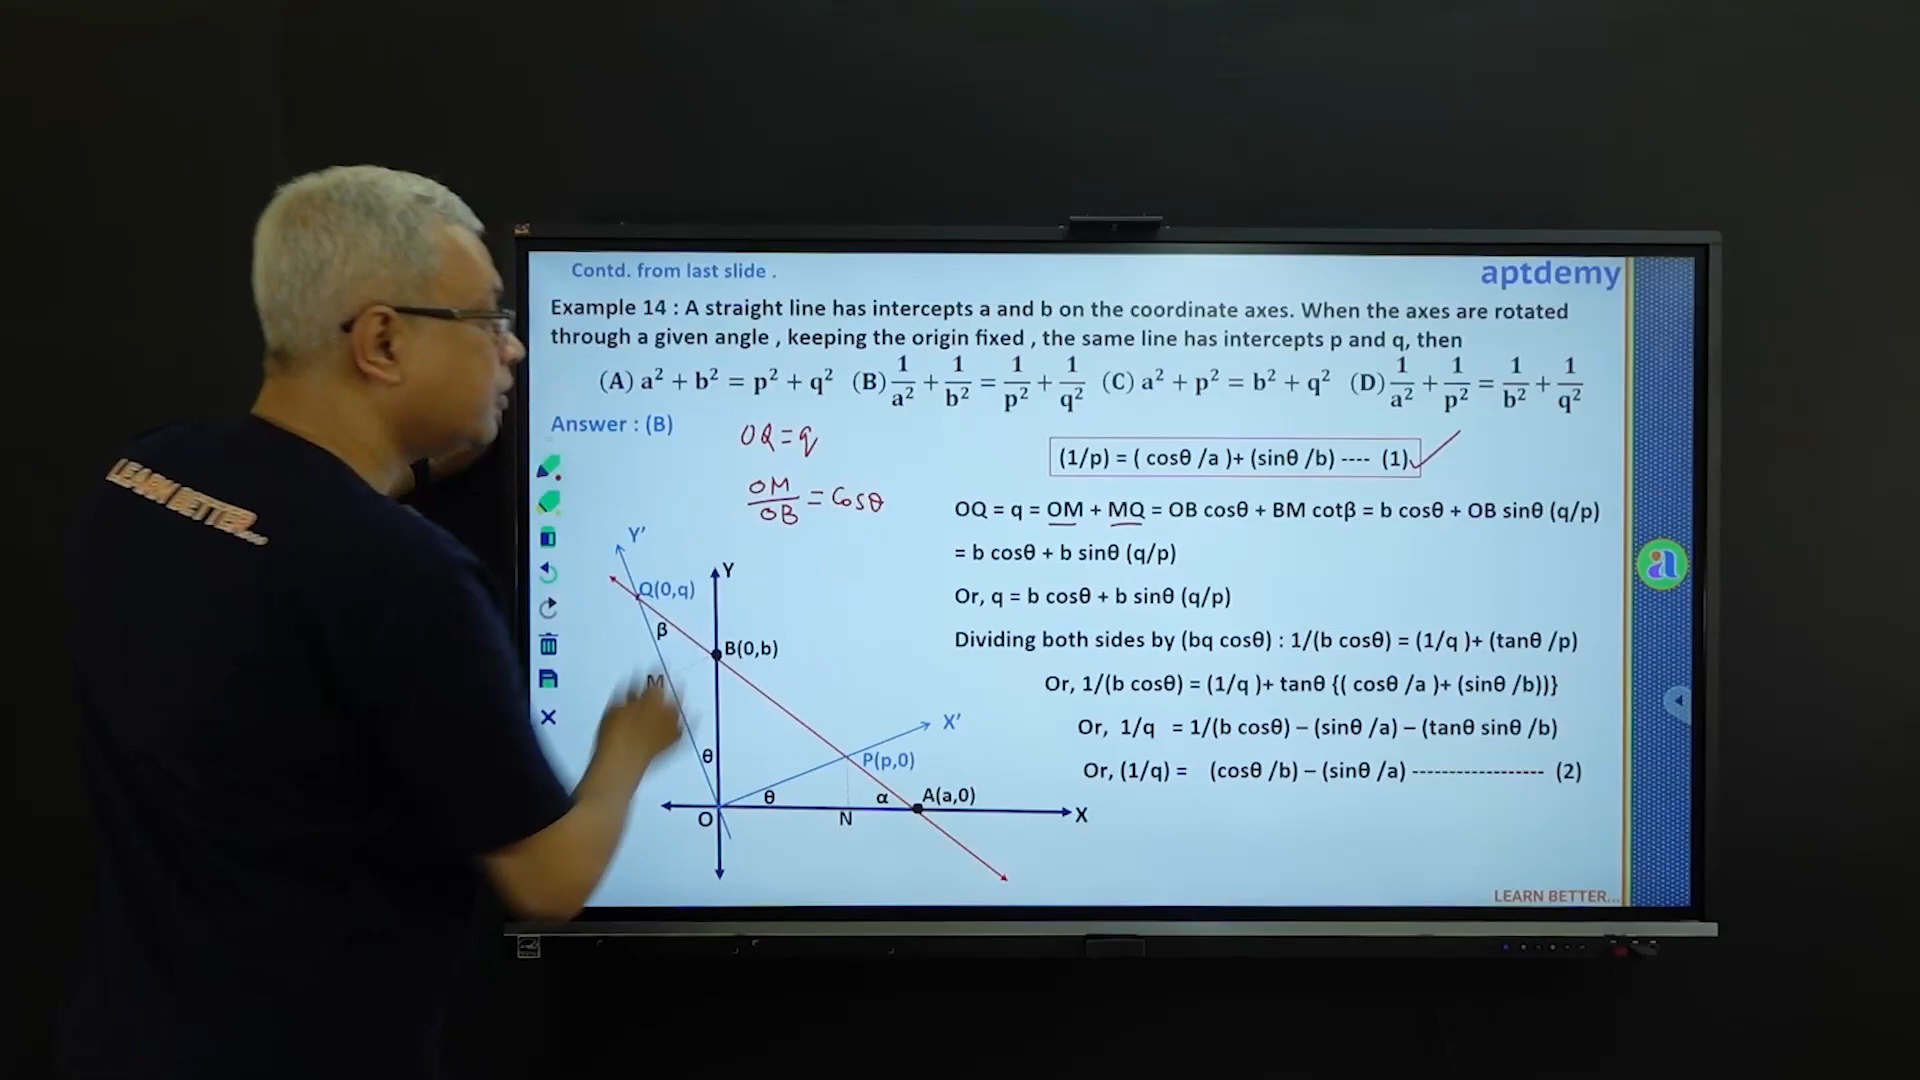 Contd. from last slide .
aptdemy
Example 14 : A straight line has intercepts a and b on the coordinate axes. When the axes are rotated
through a given angle , keeping the origin fixed , the same line has intercepts p and q, then
(A) a² + b² = p² + q² (B) 1/a² + 1/b² = 1/p² + 1/q² (C) a² + p² = b² + q² (D) 1/a² + 1/p² = 1/b² + 1/q²
Answer : (B)
OQ = q
OM/OB = Cosθ
(1/p) = ( cosθ /a )+ (sinθ /b) ---- (1)
OQ = q = OM + MQ = OB cosθ + BM cotβ = b cosθ + OB sinθ (q/p)
= b cosθ + b sinθ (q/p)
Or, q = b cosθ + b sinθ (q/p)
Dividing both sides by (bq cosθ) : 1/(b cosθ) = (1/q )+ (tanθ /p)
Or, 1/(b cosθ) = (1/q )+ tanθ {( cosθ /a )+ (sinθ /b))}
Or, 1/q = 1/(b cosθ) – (sinθ /a) – (tanθ sinθ /b)
Or, (1/q) = (cosθ /b) – (sinθ /a) ------------------ (2)
Y'
Y
Q(0,q)
β
B(0,b)
M
X'
θ
P(p,0)
θ
α
A(a,0)
O
N
X
LEARN BETTER...
LEARN BETTER....
a